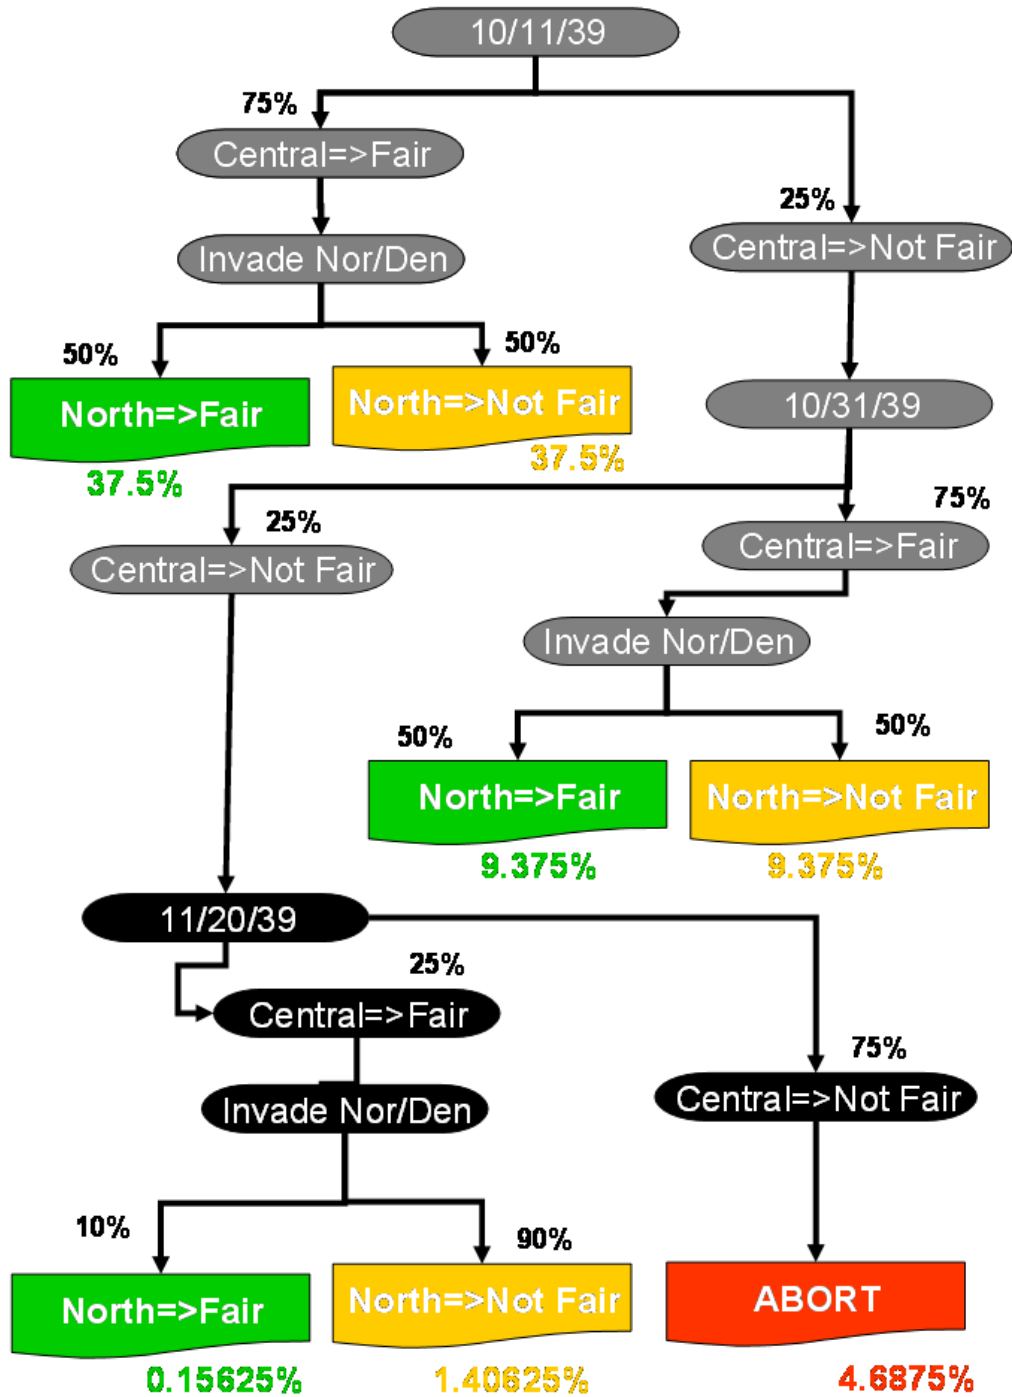 10/11/39
75%
Central=>Fair
25%
Central=>Not Fair
Invade Nor/Den
50%
North=>Fair
37.5%
50%
North=>Not Fair
37.5%
10/31/39
25%
Central=>Not Fair
75%
Central=>Fair
Invade Nor/Den
50%
North=>Fair
9.375%
50%
North=>Not Fair
9.375%
11/20/39
25%
Central=>Fair
75%
Central=>Not Fair
Invade Nor/Den
10%
North=>Fair
0.15625%
90%
North=>Not Fair
1.40625%
ABORT
4.6875%